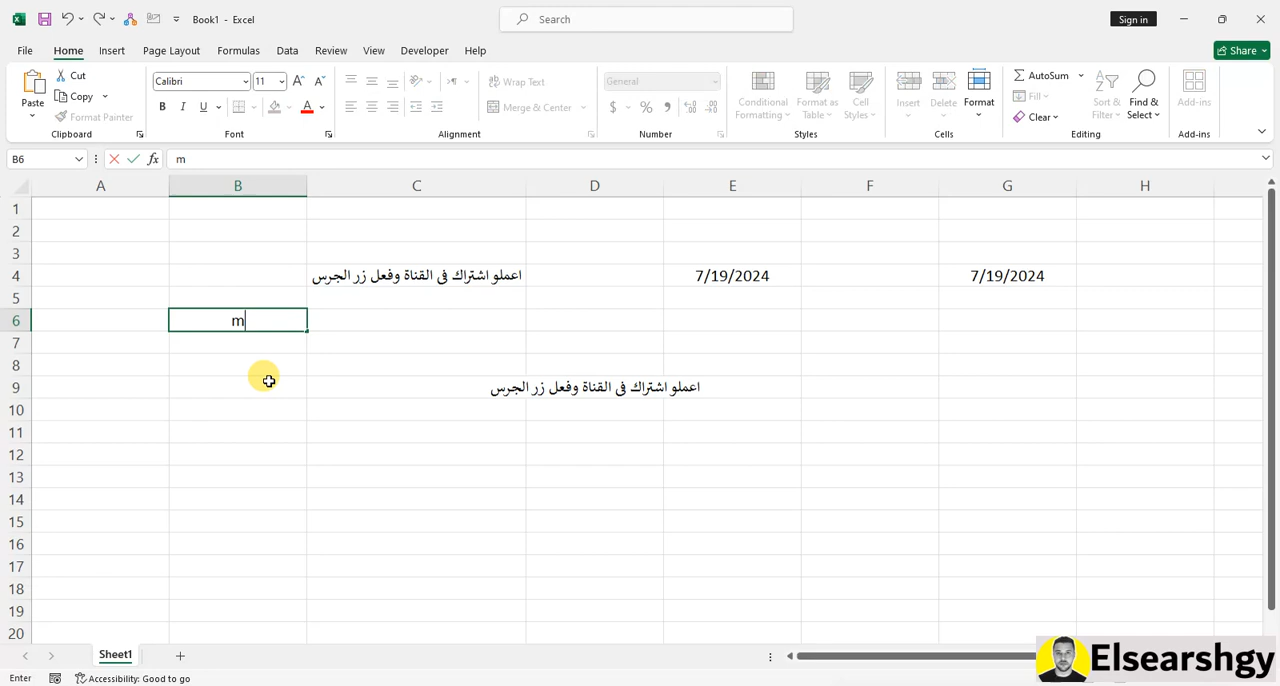 Book1 - Excel
Search
Sign in
File Home Insert Page Layout Formulas Data Review View Developer Help
Share
Paste
Cut
Copy
Format Painter
Clipboard
Calibri 11
B I U
Font
Wrap Text
Merge & Center
Alignment
General
$ % ,
Number
Conditional Formatting
Format as Table
Cell Styles
Styles
Insert
Delete
Format
Cells
AutoSum
Fill
Clear
Sort & Filter
Find & Select
Editing
Add-ins
Add-ins
B6
fx
m
A B C D E F G H
1
2
3
4 اعملو اشتراك فى القناة وفعل زر الجرس 7/19/2024 7/19/2024
5
6 m
7
8
9 اعملو اشتراك فى القناة وفعل زر الجرس
10
11
12
13
14
15
16
17
18
19
20
Sheet1
Elsearshgy
Enter
Accessibility: Good to go